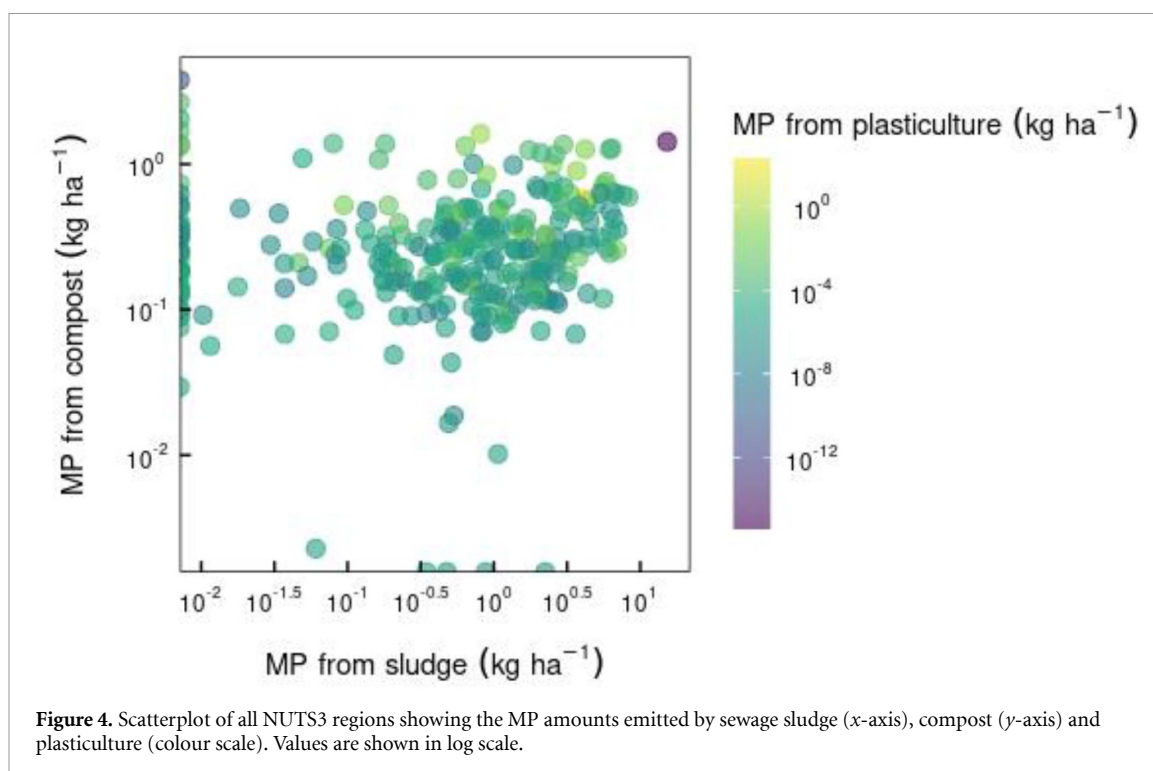 MP from plasticulture (kg ha⁻¹)
10⁰
10⁻⁴
10⁻⁸
10⁻¹²
MP from compost (kg ha⁻¹)
10⁰
10⁻¹
10⁻²
10⁻² 10⁻¹·⁵ 10⁻¹ 10⁻⁰·⁵ 10⁰ 10⁰·⁵ 10¹
MP from sludge (kg ha⁻¹)
Figure 4. Scatterplot of all NUTS3 regions showing the MP amounts emitted by sewage sludge (x-axis), compost (y-axis) and
plasticulture (colour scale). Values are shown in log scale.